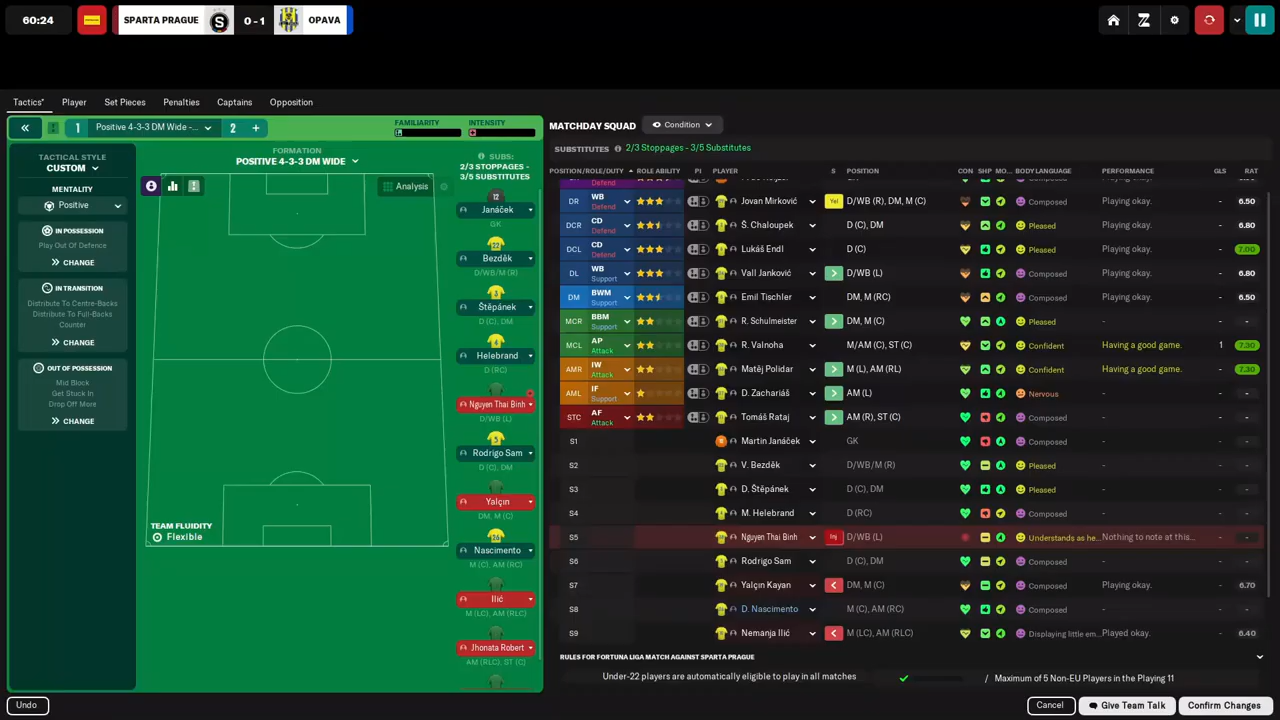 60:24
SPARTA PRAGUE
0 - 1
OPAVA
Tactics*
Player
Set Pieces
Penalties
Captains
Opposition
1
Positive 4-3-3 DM Wide -...
2
FAMILIARITY
INTENSITY
TACTICAL STYLE
CUSTOM
MENTALITY
Positive
IN POSSESSION
Play Out Of Defence
CHANGE
IN TRANSITION
Distribute To Centre-Backs
Distribute To Full-Backs
Counter
CHANGE
OUT OF POSSESSION
Mid Block
Get Stuck In
Drop Off More
CHANGE
FORMATION
POSITIVE 4-3-3 DM WIDE
Analysis
TEAM FLUIDITY
Flexible
SUBS:
2/3 STOPPAGES -
3/5 SUBSTITUTES
12
Janáček
GK
22
Bezděk
D/WB/M (R)
3
Štěpánek
D (C), DM
4
Helebrand
D (RC)
Nguyen Thai Binh
D/WB (L)
5
Rodrigo Sam
D (C), DM
Yalçın
DM, M (C)
26
Nascimento
M (C), AM (RC)
Ilić
M (LC), AM (RLC)
Jhonata Robert
AM (RLC), ST (C)
MATCHDAY SQUAD
Condition
SUBSTITUTES 2/3 Stoppages - 3/5 Substitutes
POSITION/ROLE/DUTY ROLE ABILITY PI PLAYER S POSITION CON SHP MO... BODY LANGUAGE PERFORMANCE GLS RAT
Defend
DR WB Defend Jovan Mirković Yel D/WB (R), DM, M (C) Composed Playing okay. - 6.50
DCR CD Defend Š. Chaloupek D (C), DM Pleased Playing okay. - 6.80
DCL CD Defend Lukáš Endl D (C) Pleased Playing okay. - 7.00
DL WB Support Vall Janković D/WB (L) Composed Playing okay. - 6.80
DM BWM Support Emil Tischler DM, M (RC) Composed Playing okay. - 6.50
MCR BBM Support R. Schulmeister DM, M (C) Pleased - - -
MCL AP Attack R. Valnoha M/AM (C), ST (C) Confident Having a good game. 1 7.30
AMR IW Attack Matěj Polidar M (L), AM (RL) Confident Having a good game. - 7.30
AML IF Support D. Zachariáš AM (L) Nervous - - -
STC AF Attack Tomáš Rataj AM (R), ST (C) Composed - - -
S1 Martin Janáček GK Composed - - -
S2 V. Bezděk D/WB/M (R) Pleased - - -
S3 D. Štěpánek D (C), DM Pleased - - -
S4 M. Helebrand D (RC) Composed - - -
S5 Nguyen Thai Binh Inj D/WB (L) Understands as he... Nothing to note at this... - -
S6 Rodrigo Sam D (C), DM Composed - - -
S7 Yalçın Kayan DM, M (C) Composed Playing okay. - 6.70
S8 D. Nascimento M (C), AM (RC) Composed - - -
S9 Nemanja Ilić M (LC), AM (RLC) Displaying little em... Played okay. - 6.40
RULES FOR FORTUNA LIGA MATCH AGAINST SPARTA PRAGUE
Under-22 players are automatically eligible to play in all matches
/ Maximum of 5 Non-EU Players in the Playing 11
Undo
Cancel
Give Team Talk
Confirm Changes